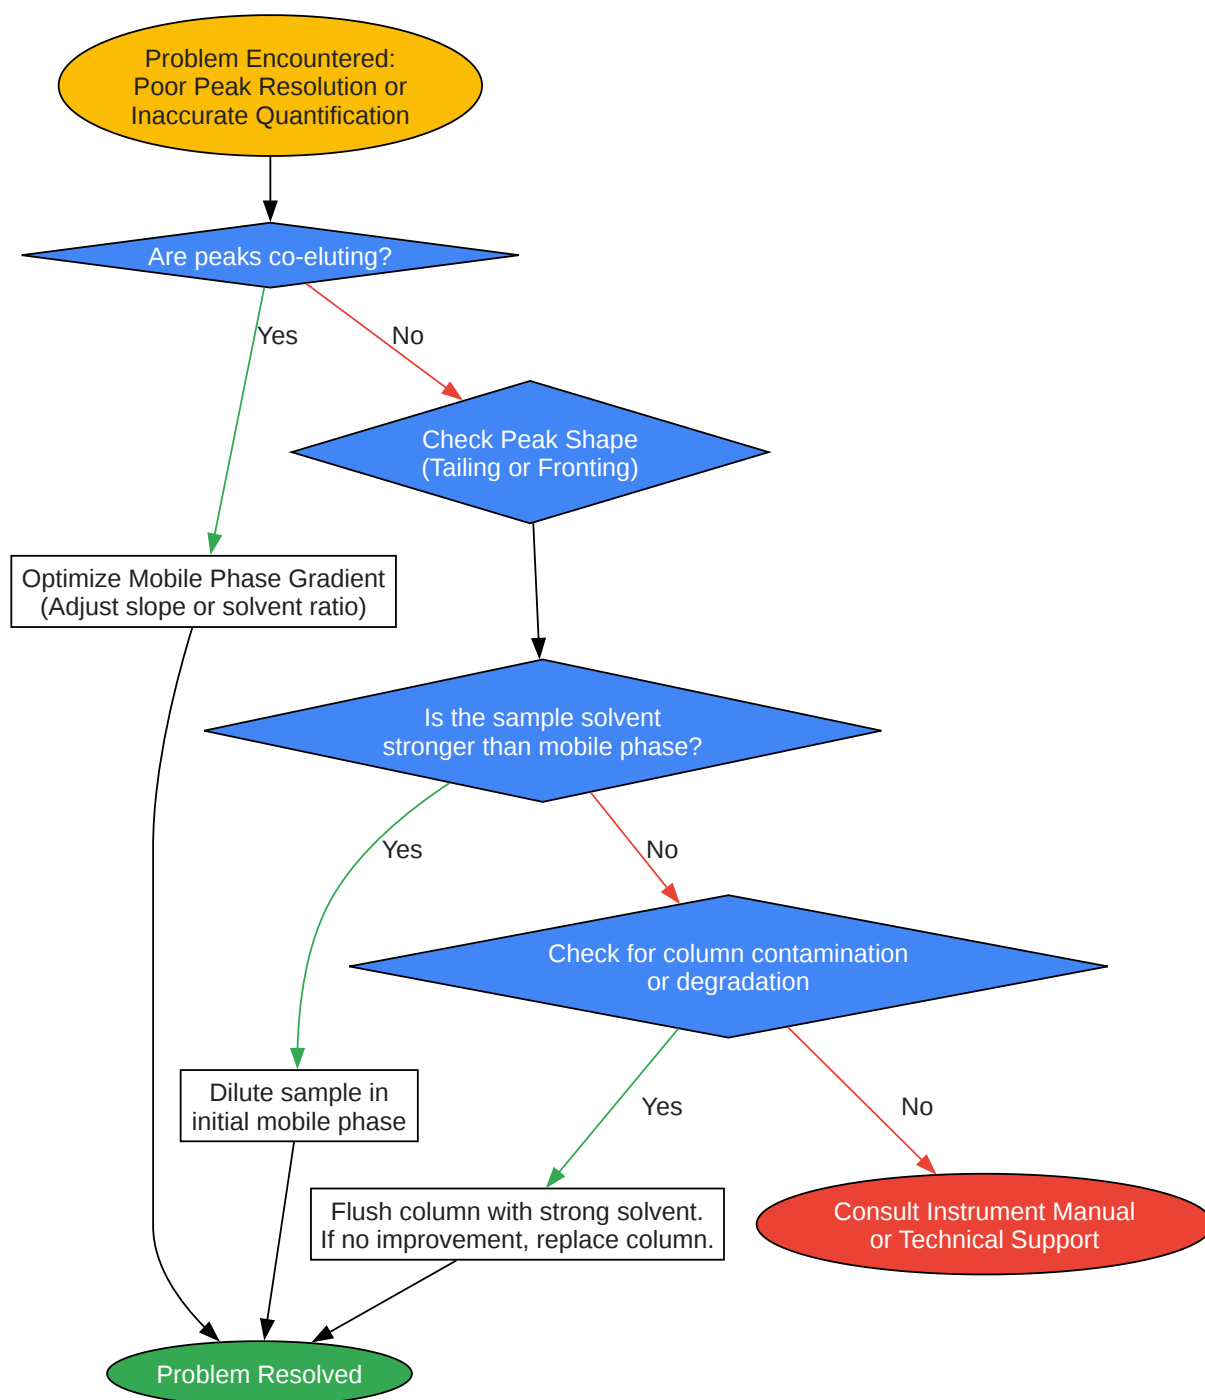 Problem Encountered:
Poor Peak Resolution or
Inaccurate Quantification
Are peaks co-eluting?
Yes
No
Check Peak Shape
(Tailing or Fronting)
Optimize Mobile Phase Gradient
(Adjust slope or solvent ratio)
Is the sample solvent
stronger than mobile phase?
Yes
No
Check for column contamination
or degradation
Dilute sample in
initial mobile phase
Yes
No
Flush column with strong solvent.
If no improvement, replace column.
Consult Instrument Manual
or Technical Support
Problem Resolved